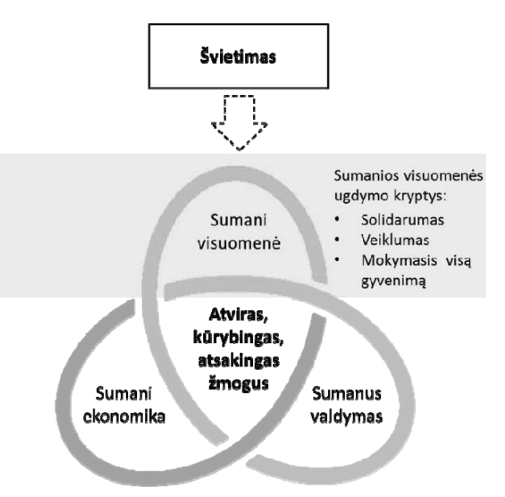 Švietimas
Sumanios visuomenės
ugdymo kryptys:
• Solidarumas
• Veiklumas
• Mokymasis visą
gyvenimą
Sumani
visuomenė
Atviras,
kūrybingas,
atsakingas
žmogus
Sumani
ekonomika
Sumanus
valdymas